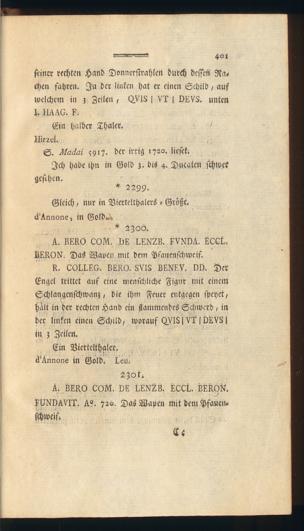 401
seiner rechten Hand Donnerstrahlen durch dessen Ra-
chen fahren. In der linken hat er einen Schild, auf
welchem in 3 Zeilen, QVIS | VT | DEVS. unten
I. HAAG. F.
Ein halber Thaler.
Hirzel.
S. Madai 5917. der irrig 1720. lieset.
Ich habe ihn in Gold 3. bis 4. Ducaten schwer
gesehen.
* 2299.
Gleich, nur in Viertelthalers-Größe.
d'Annone, in Gold.
* 2300.
A. BERO COM. DE LENZB. FVNDA. ECCL.
BERON. Das Wapen mit dem Pfauenschweif.
R. COLLEG. BERO. SVIS BENEV. DD. Der
Engel trittet auf eine menschliche Figur mit einem
Schlangenschwanz, die ihm Feuer entgegen speyet,
hält in der rechten Hand ein flammendes Schwerd, in
der linken einen Schild, worauf QVIS | VT | DEVS |
in 3 Zeilen.
Ein Viertelthaler.
d'Annone in Gold. Leu.
2301.
A. BERO COM. DE LENZB. ECCL. BERON.
FUNDAVIT. Aº. 720. Das Wapen mit dem Pfauen-
schweif.
C c